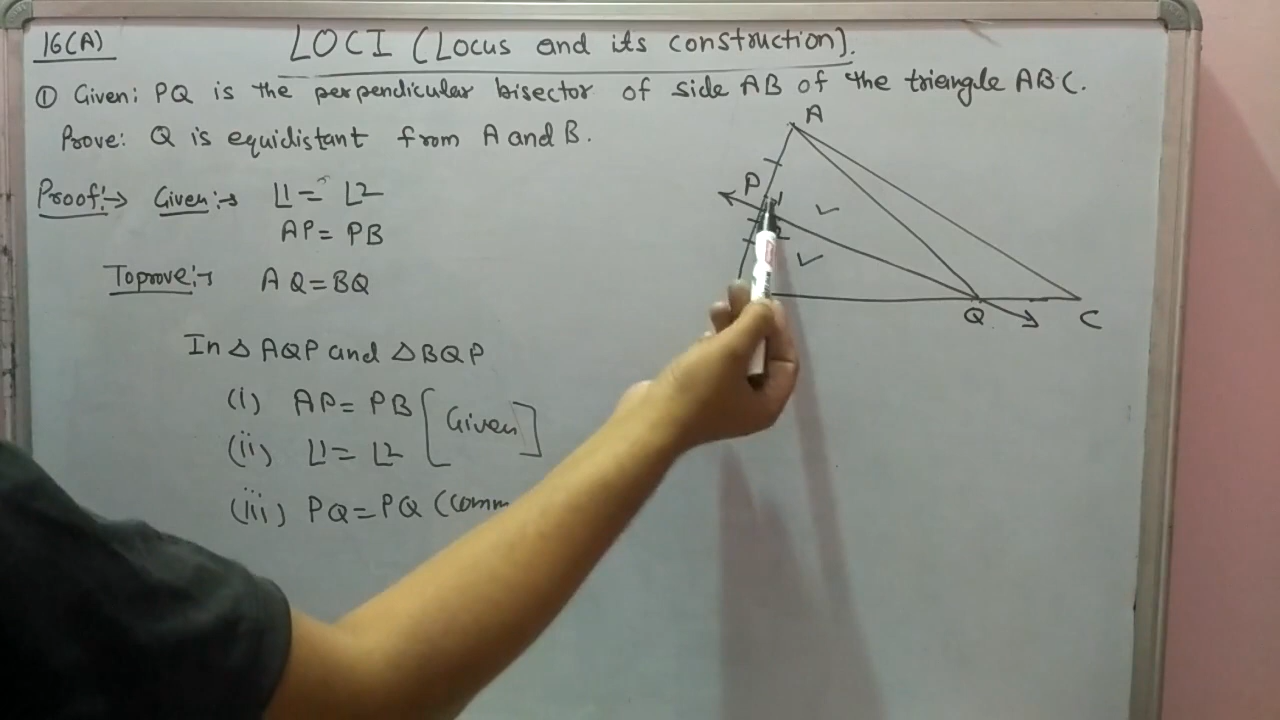 16(A)
LOCI (Locus and its construction).
① Given: PQ is the perpendicular bisector of side AB of the triangle ABC.
Prove: Q is equidistant from A and B.
Proof:→ Given:→ ∠1 = ∠2
AP = PB
To prove:→ AQ = BQ
In △ AQP and △ BQP
(i) AP = PB [Given]
(ii) ∠1 = ∠2
(iii) PQ = PQ (comm
A
P
1
Q
C